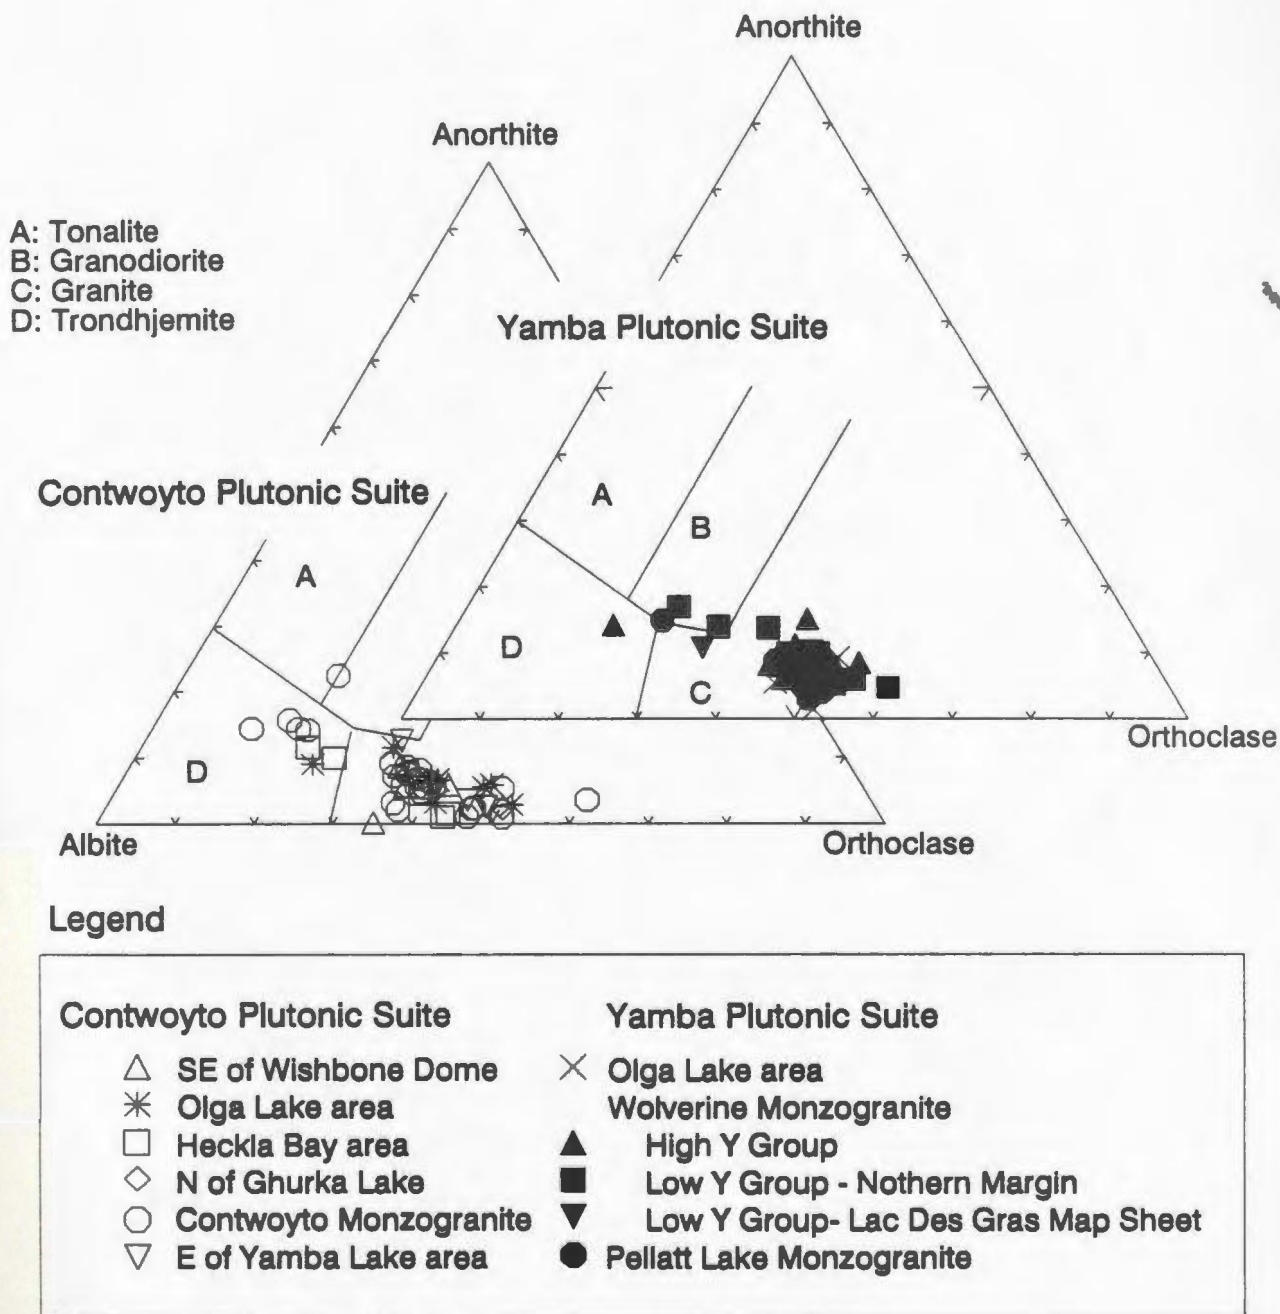 Anorthite
Anorthite
A: Tonalite
B: Granodiorite
C: Granite
D: Trondhjemite
Yamba Plutonic Suite
Contwoyto Plutonic Suite
A
B
A
D
C
D
Orthoclase
Albite
Orthoclase
Legend
Contwoyto Plutonic Suite
SE of Wishbone Dome
Olga Lake area
Heckla Bay area
N of Ghurka Lake
Contwoyto Monzogranite
E of Yamba Lake area
Yamba Plutonic Suite
Olga Lake area
Wolverine Monzogranite
High Y Group
Low Y Group - Nothern Margin
Low Y Group- Lac Des Gras Map Sheet
Pellatt Lake Monzogranite